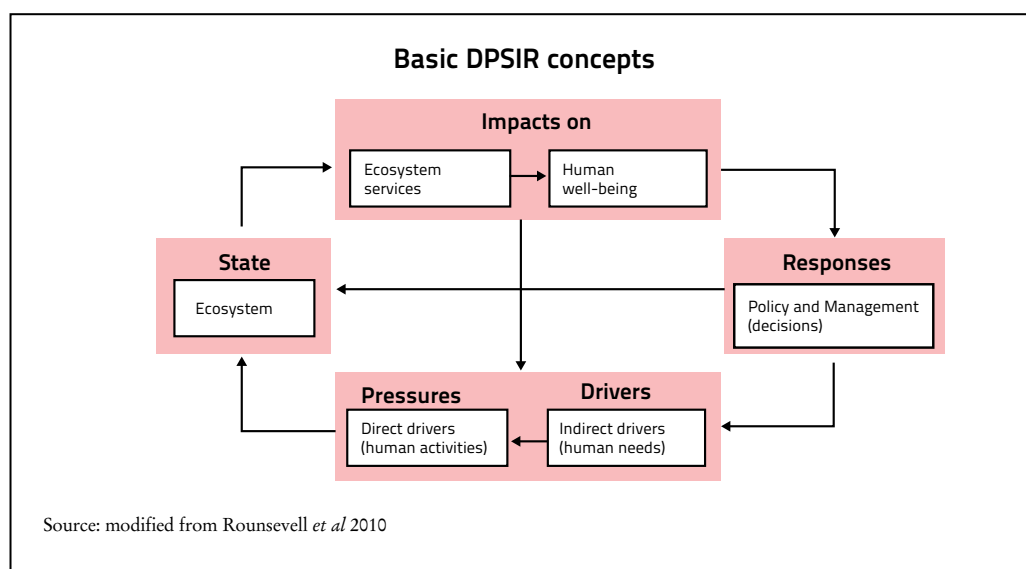 Basic DPSIR concepts
Impacts on
Ecosystem
services
Human
well-being
State
Ecosystem
Responses
Policy and Management
(decisions)
Pressures
Direct drivers
(human activities)
Drivers
Indirect drivers
(human needs)
Source: modified from Rounsevell et al 2010